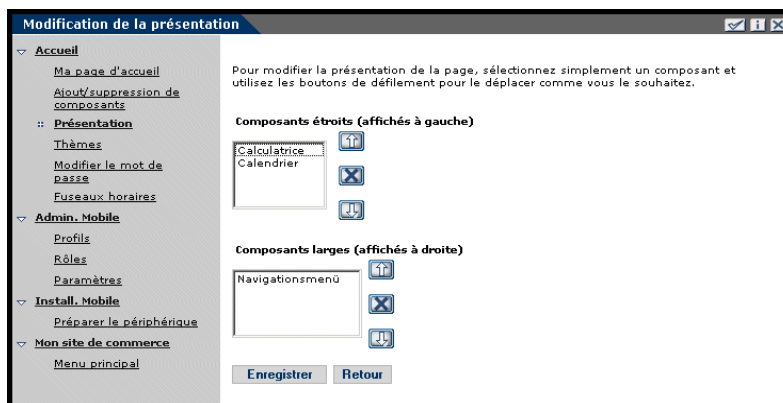 Modification de la présentation
Accueil
Ma page d'accueil
Ajout/suppression de
composants
Présentation
Thèmes
Modifier le mot de
passe
Fuseaux horaires
Admin. Mobile
Profils
Rôles
Paramètres
Install. Mobile
Préparer le périphérique
Mon site de commerce
Menu principal
Pour modifier la présentation de la page, sélectionnez simplement un composant et
utilisez les boutons de défilement pour le déplacer comme vous le souhaitez.
Composants étroits (affichés à gauche)
Calculatrice
Calendrier
Composants larges (affichés à droite)
Navigationsmenü
Enregistrer Retour